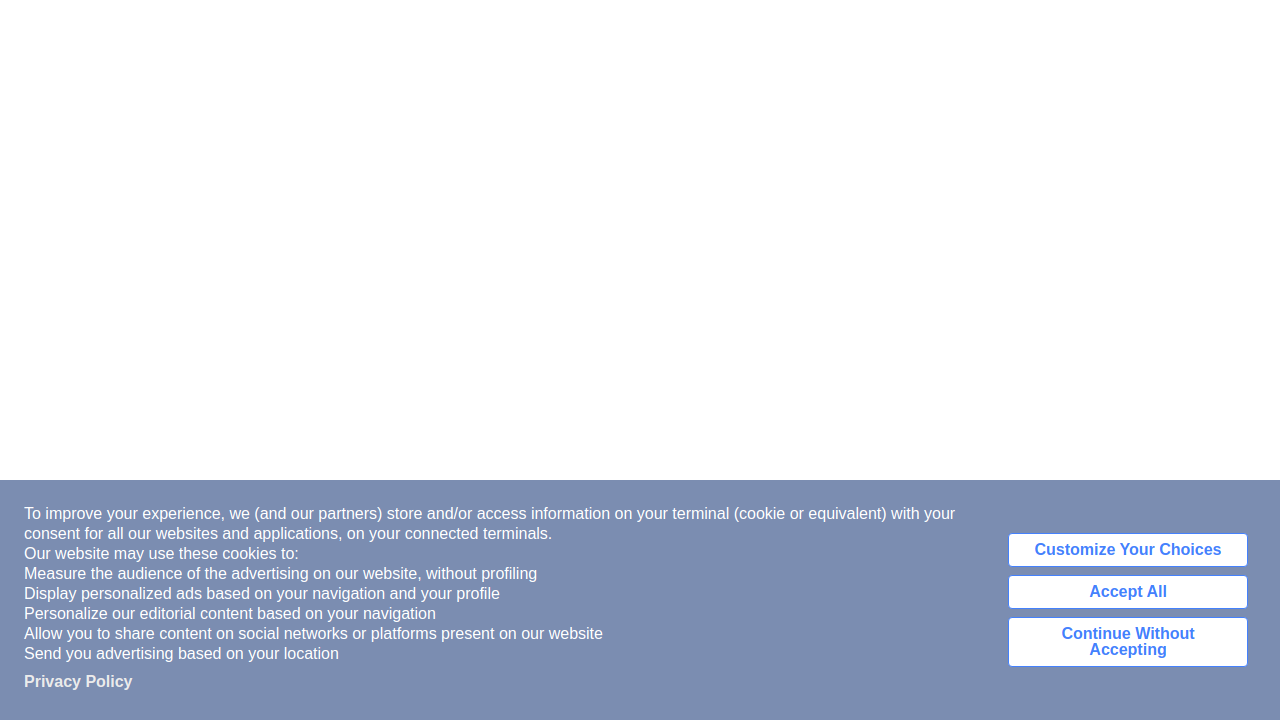 To improve your experience, we (and our partners) store and/or access information on your terminal (cookie or equivalent) with your
consent for all our websites and applications, on your connected terminals.
Our website may use these cookies to:
Measure the audience of the advertising on our website, without profiling
Display personalized ads based on your navigation and your profile
Personalize our editorial content based on your navigation
Allow you to share content on social networks or platforms present on our website
Send you advertising based on your location
Privacy Policy
Customize Your Choices
Accept All
Continue Without
Accepting